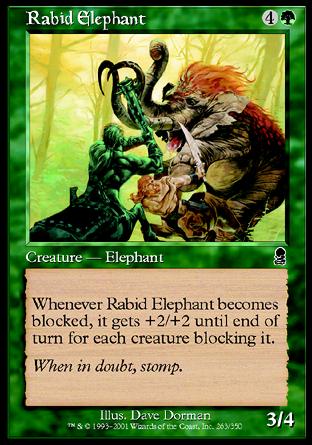 Rabid Elephant 4
Creature — Elephant
Whenever Rabid Elephant becomes
blocked, it gets +2/+2 until end of
turn for each creature blocking it.
When in doubt, stomp.
Illus. Dave Dorman
™ & © 1993–2001 Wizards of the Coast, Inc. 263/350
3/4